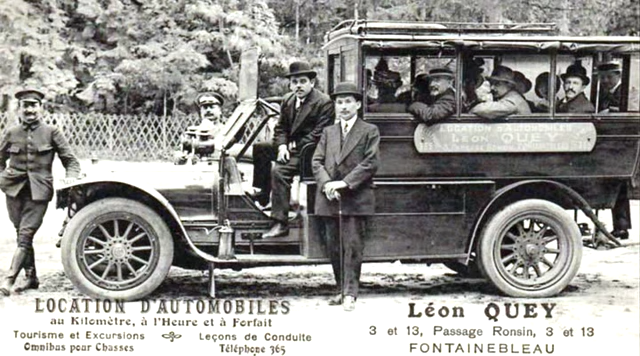 LOCATION D'AUTOMOBILES
LÉON QUEY
LOCATION D'AUTOMOBILES
au Kilomètre, à l'Heure et à Forfait
Tourisme et Excursions
Omnibus pour Chasses
Leçons de Conduite
Téléphone 365
Léon QUEY
3 et 13, Passage Ronsin, 3 et 13
FONTAINEBLEAU